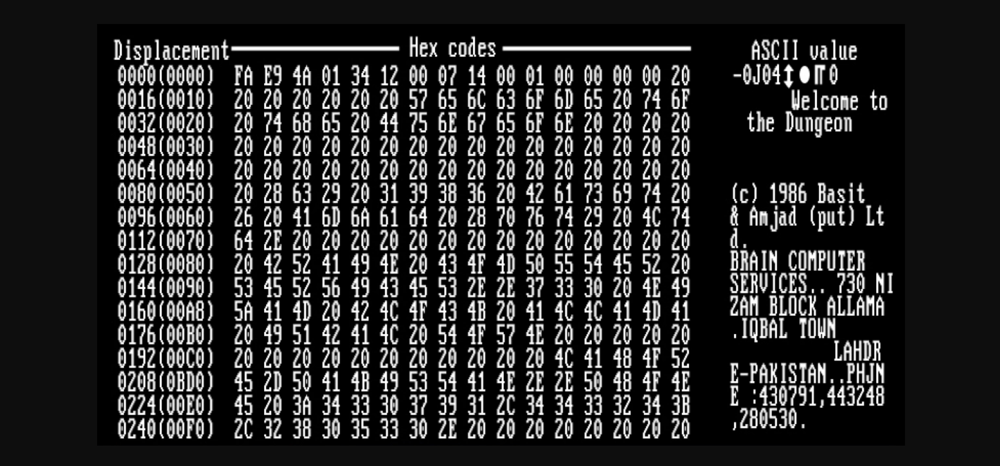 Displacement Hex codes ASCII value
0000(0000) FA E9 4A 01 34 12 00 07 14 00 01 00 00 00 00 20 -0J04↕●╓0
0016(0010) 20 20 20 20 20 20 57 65 6C 63 6F 6D 65 20 74 6F Welcome to
0032(0020) 20 74 68 65 20 44 75 6E 67 65 6F 6E 20 20 20 20 the Dungeon
0048(0030) 20 20 20 20 20 20 20 20 20 20 20 20 20 20 20 20
0064(0040) 20 20 20 20 20 20 20 20 20 20 20 20 20 20 20 20
0080(0050) 20 28 63 29 20 31 39 38 36 20 42 61 73 69 74 20 (c) 1986 Basit
0096(0060) 26 20 41 6D 6A 61 64 20 28 70 76 74 29 20 4C 74 & Amjad (put) Lt
0112(0070) 64 2E 20 20 20 20 20 20 20 20 20 20 20 20 20 20 d.
0128(0080) 20 42 52 41 49 4E 20 43 4F 4D 50 55 54 45 52 20 BRAIN COMPUTER
0144(0090) 53 45 52 56 49 43 45 53 2E 2E 37 33 30 20 4E 49 SERVICES.. 730 NI
0160(00A8) 5A 41 4D 20 42 4C 4F 43 4B 20 41 4C 4C 41 4D 41 ZAM BLOCK ALLAMA
0176(00B0) 20 49 51 42 41 4C 20 54 4F 57 4E 20 20 20 20 20 .IQBAL TOWN
0192(00C0) 20 20 20 20 20 20 20 20 20 20 20 4C 41 48 4F 52 LAHDR
0208(0BD0) 45 2D 50 41 4B 49 53 54 41 4E 2E 2E 50 48 4F 4E E-PAKISTAN..PHJN
0224(00E0) 45 20 3A 34 33 30 37 39 31 2C 34 34 33 32 34 3B E :430791,443248
0240(00F0) 2C 32 38 30 35 33 30 2E 20 20 20 20 20 20 20 20 ,280530.